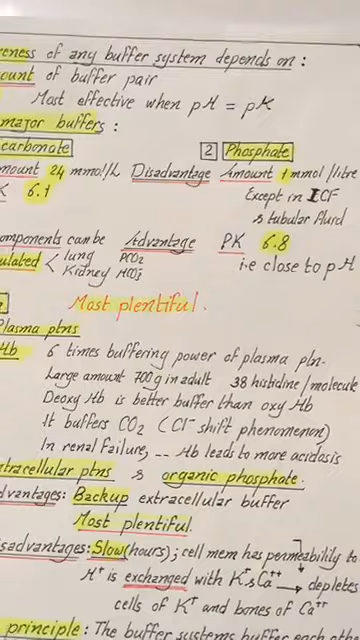 eness of any buffer system depends on :
ount of buffer pair
Most effective when pH = pK
major buffers :
carbonate 2 Phosphate
mount 24 mmol/L Disadvantage Amount 1 mmol/litre
K 6.1 Except in ICF
& tubular fluid
omponents can be Advantage PK 6.8
ulated < lung PCO2 i.e close to pH
Kidney HCO3
Most plentiful.
Plasma ptns
Hb 6 times buffering power of plasma ptn.
Large amount 700g in adult 38 histidine/molecule
Deoxy Hb is better buffer than oxy Hb
It buffers CO2 (Cl- shift phenomenon)
In renal failure, -- Hb leads to more acidosis
ntracellular ptns & organic phosphate.
dvantages: Backup extracellular buffer
Most plentiful.
isadvantages: Slow (hours); cell mem has permeability to
H+ is exchanged with K+ & Ca++ → depletes
cells of K+ and bones of Ca++
principle : The buffer systems buffer each oth